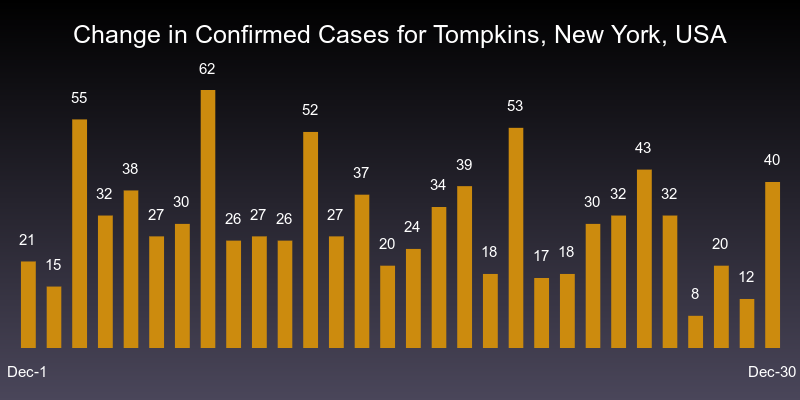 Change in Confirmed Cases for Tompkins, New York, USA
21 15 55 32 38 27 30 62 26 27 26 52 27 37 20 24 34 39 18 53 17 18 30 32 43 32 8 20 12 40
Dec-1 Dec-30